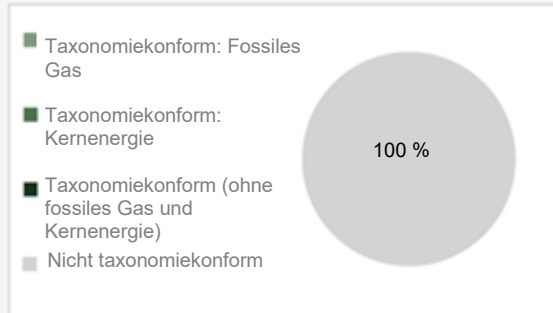 Taxonomiekonform: Fossiles
Gas
Taxonomiekonform:
Kernenergie
Taxonomiekonform (ohne
fossiles Gas und
Kernenergie)
Nicht taxonomiekonform
100 %